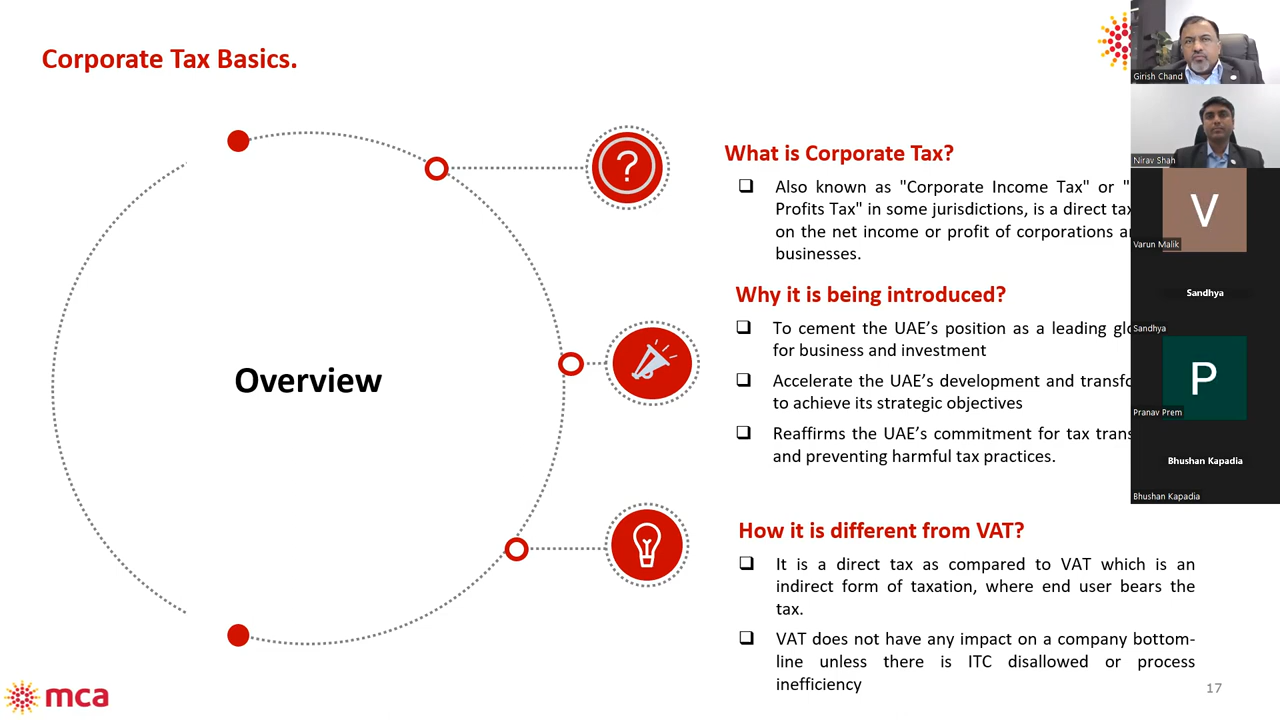 Corporate Tax Basics.
Overview
?
What is Corporate Tax?
Also known as "Corporate Income Tax" or "
Profits Tax" in some jurisdictions, is a direct tax
on the net income or profit of corporations
businesses.
Why it is being introduced?
To cement the UAE's position as a leading
for business and investment
Accelerate the UAE's development and
to achieve its strategic objectives
Reaffirms the UAE's commitment for tax
and preventing harmful tax practices.
How it is different from VAT?
It is a direct tax as compared to VAT which is an
indirect form of taxation, where end user bears the
tax.
VAT does not have any impact on a company bottom-
line unless there is ITC disallowed or process
inefficiency
Girish Chand
Nirav Shah
V
Varun Malik
Sandhya
Sandhya
P
Pranav Prem
Bhushan Kapadia
Bhushan Kapadia
mca
17